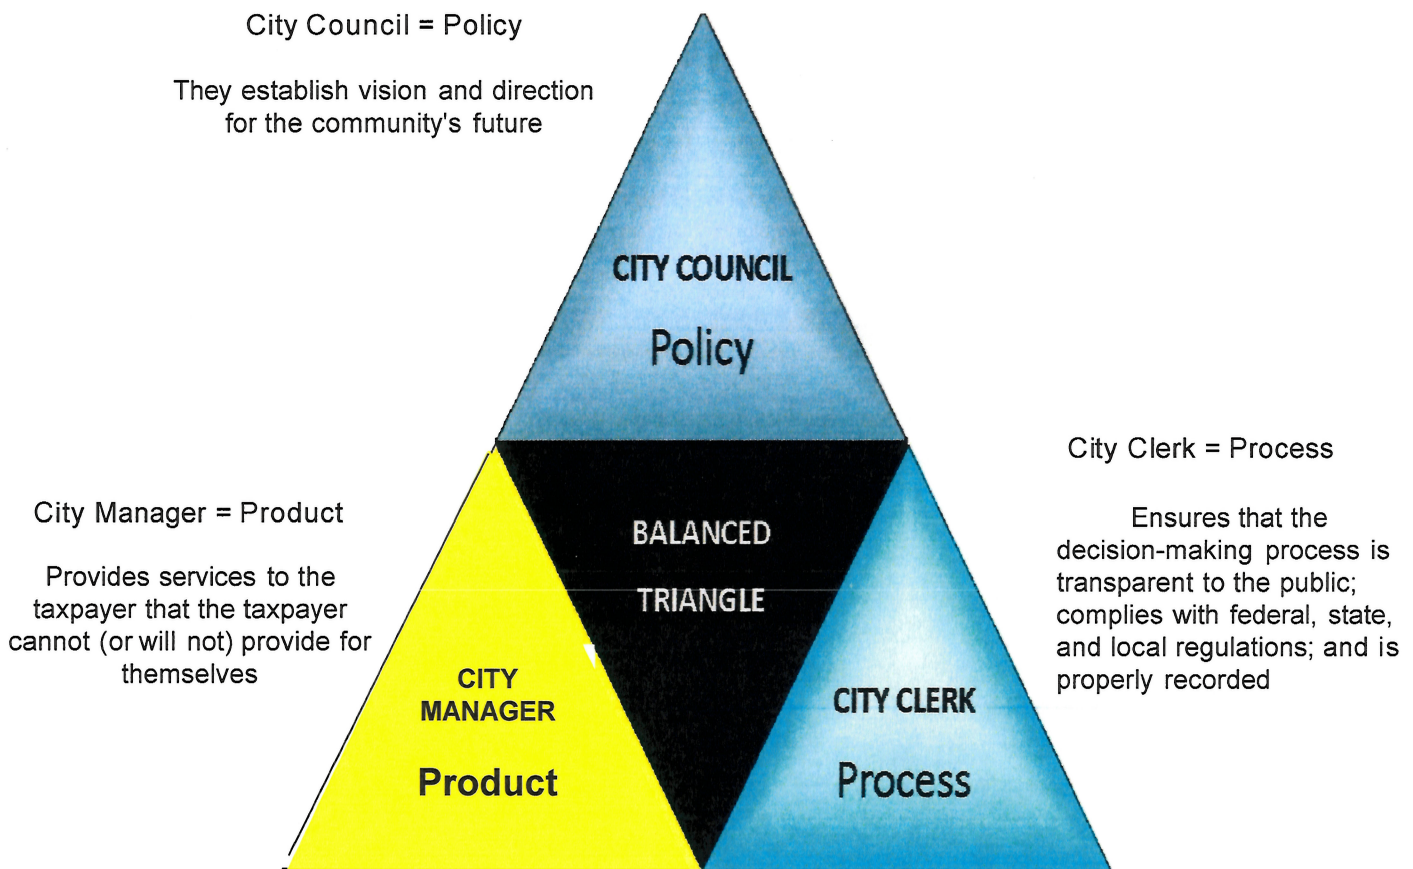 City Council = Policy
They establish vision and direction
for the community's future
CITY COUNCIL
Policy
City Manager = Product
Provides services to the
taxpayer that the taxpayer
cannot (or will not) provide for
themselves
BALANCED
TRIANGLE
CITY
MANAGER
Product
CITY CLERK
Process
City Clerk = Process
Ensures that the
decision-making process is
transparent to the public;
complies with federal, state,
and local regulations; and is
properly recorded